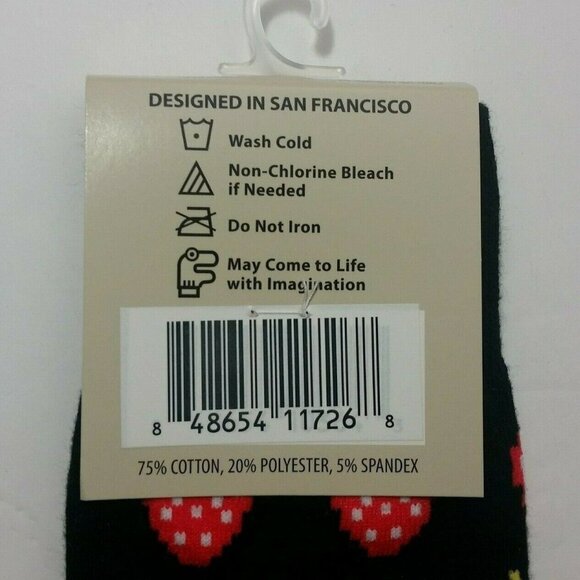 DESIGNED IN SAN FRANCISCO
Wash Cold
Non-Chlorine Bleach
if Needed
Do Not Iron
May Come to Life
with Imagination
8 48654 11726 8
75% COTTON, 20% POLYESTER, 5% SPANDEX